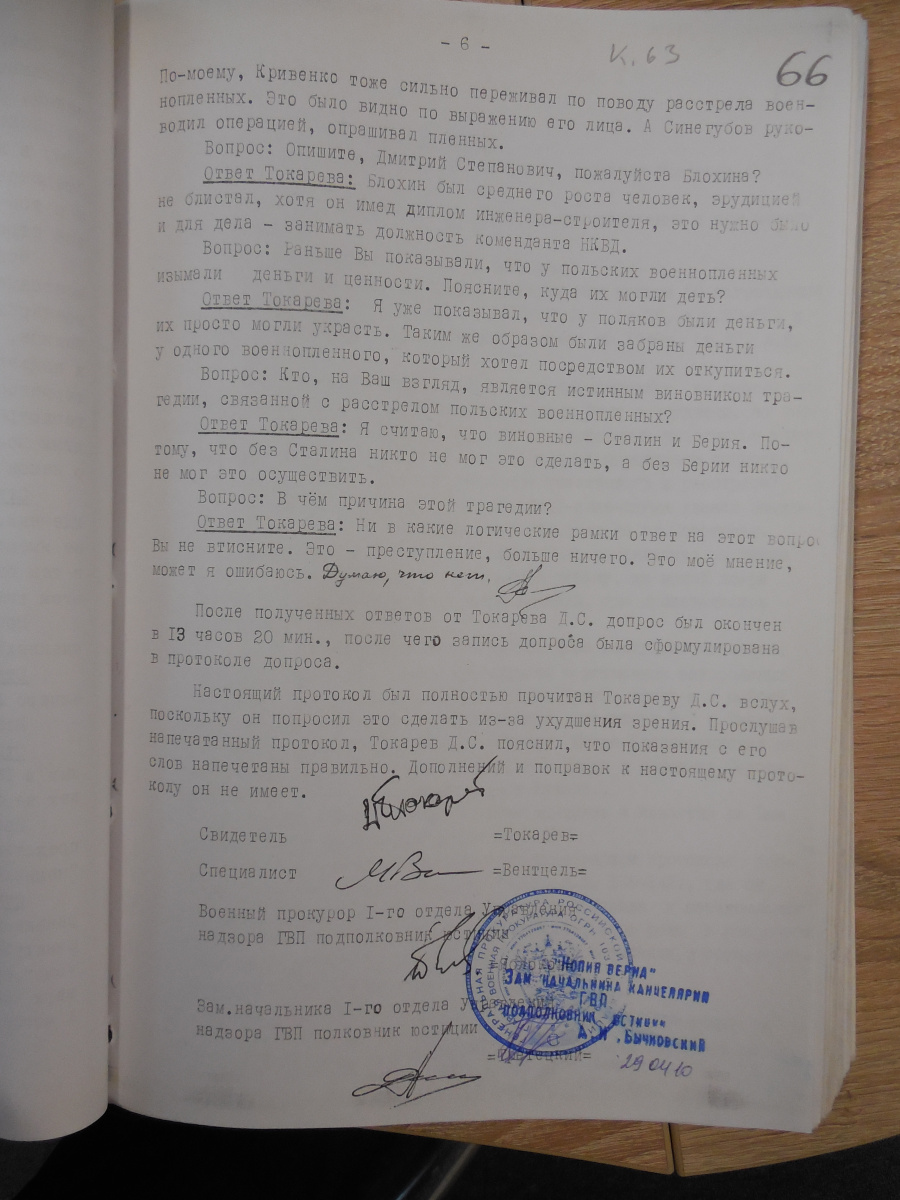 - 6 -
К. 63
66
По-моему, Кривенко тоже сильно переживал по поводу расстрела воен-
нопленных. Это было видно по выражению его лица. А Синегубов руко-
водил операцией, опрашивал пленных.
Вопрос: Опишите, Дмитрий Степанович, пожалуйста Блохина?
Ответ Токарева: Блохин был среднего роста человек, эрудицией
не блистал, хотя он имед диплом инженера-строителя, это нужно было
и для дела - занимать должность коменданта НКВД.
Вопрос: Раньше Вы показывали, что у польских военнопленных
изымали деньги и ценности. Поясните, куда их могли деть?
Ответ Токарева: Я уже показывал, что у поляков были деньги,
их просто могли украсть. Таким же образом были забраны деньги
у одного военнопленного, который хотел посредством их откупиться.
Вопрос: Кто, на Ваш взгляд, является истинным виновником тра-
гедии, связанной с расстрелом польских военнопленных?
Ответ Токарева: Я считаю, что виновные - Сталин и Берия. По-
тому, что без Сталина никто не мог это сделать, а без Берии никто
не мог это осуществить.
Вопрос: В чём причина этой трагедии?
Ответ Токарева: Ни в какие логические рамки ответ на этот вопрос
Вы не втисните. Это - преступление, больше ничего. Это моё мнение,
может я ошибаюсь. Думаю, что нет.
После полученных ответов от Токарева Д.С. допрос был окончен
в 13 часов 20 мин., после чего запись допроса была сформулирована
в протоколе допроса.
Настоящий протокол был полностью прочитан Токареву Д.С. вслух,
поскольку он попросил это сделать из-за ухудшения зрения. Прослушав
напечатанный протокол, Токарев Д.С. пояснил, что показания с его
слов напечетаны правильно. Дополнений и поправок к настоящему прото-
колу он не имеет.
Свидетель =Токарев=
Специалист =Вентцель=
Военный прокурор I-го отдела Управления
надзора ГВП подполковник юстиции
"КОПИЯ ВЕРНА"
ЗАМ НАЧАЛЬНИКА КАНЦЕЛЯРИИ
ГВП
ПОДПОЛКОВНИК ЮСТИЦИИ
А.И.БЫЧКОВСКИЙ
29 04 10
Зам.начальника I-го отдела Управления
надзора ГВП полковник юстиции